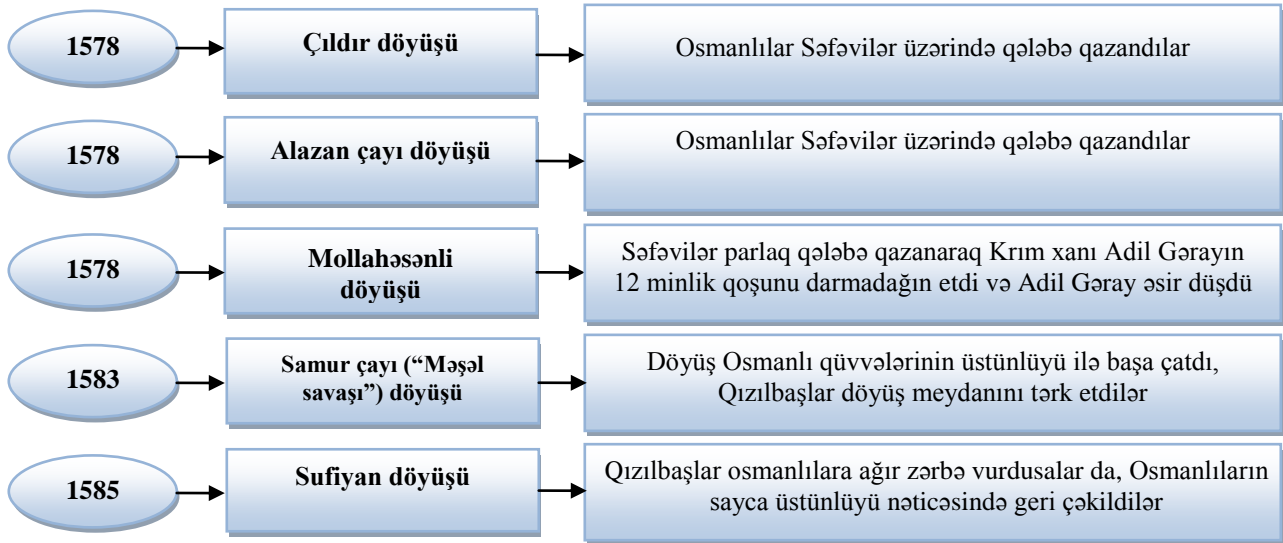 1578
Çıldır döyüşü
Osmanlılar Səfəvilər üzərində qələbə qazandılar
1578
Alazan çayı döyüşü
Osmanlılar Səfəvilər üzərində qələbə qazandılar
1578
Mollahəsənli
döyüşü
Səfəvilər parlaq qələbə qazanaraq Krım xanı Adil Gərayın
12 minlik qoşunu darmadağın etdi və Adil Gəray əsir düşdü
1583
Samur çayı (“Məşəl
savaşı”) döyüşü
Döyüş Osmanlı qüvvələrinin üstünlüyü ilə başa çatdı,
Qızılbaşlar döyüş meydanını tərk etdilər
1585
Sufiyan döyüşü
Qızılbaşlar osmanlılara ağır zərbə vurdusalar da, Osmanlıların
sayca üstünlüyü nəticəsində geri çəkildilər